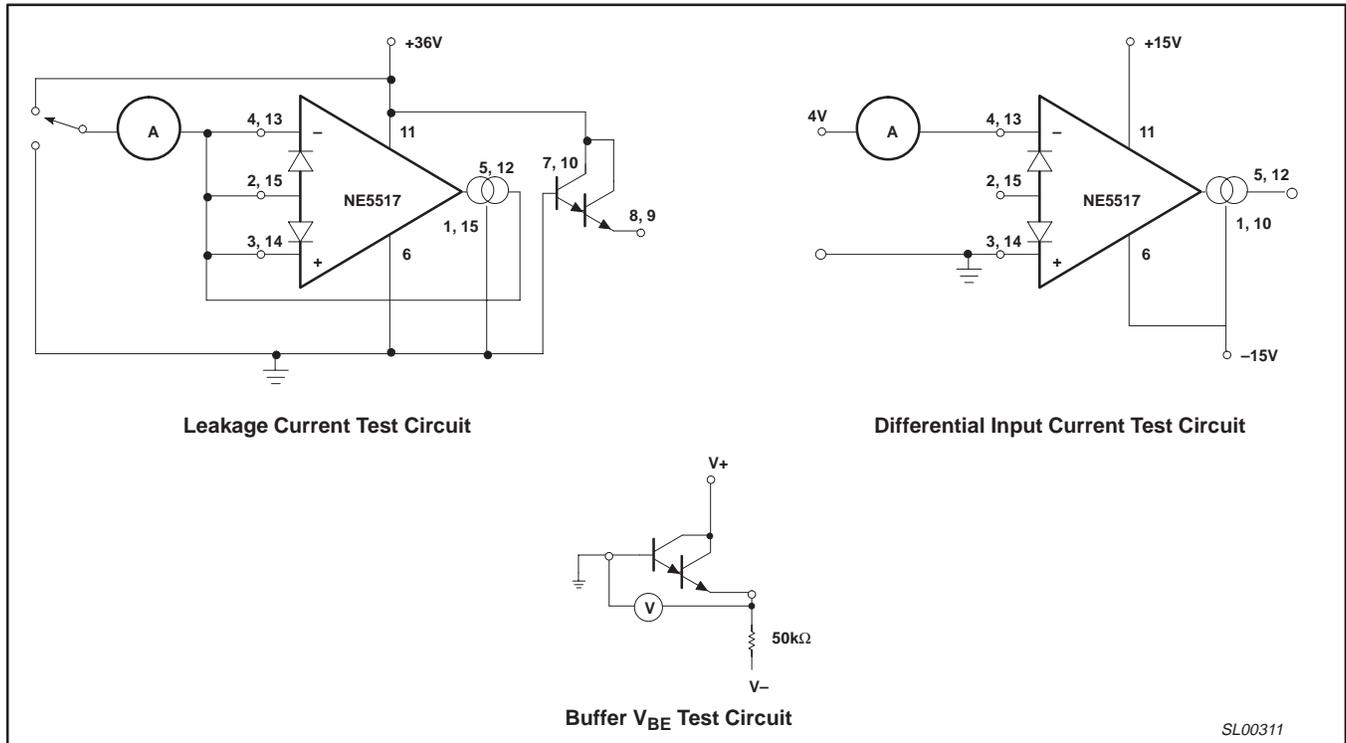 +36V
A
4, 13
–
11
2, 15
NE5517
5, 12
7, 10
8, 9
1, 15
3, 14
+
6
Leakage Current Test Circuit
+15V
4V
A
4, 13
–
11
2, 15
NE5517
5, 12
1, 10
3, 14
+
6
–15V
Differential Input Current Test Circuit
V+
V
50kΩ
V–
Buffer VBE Test Circuit
SL00311